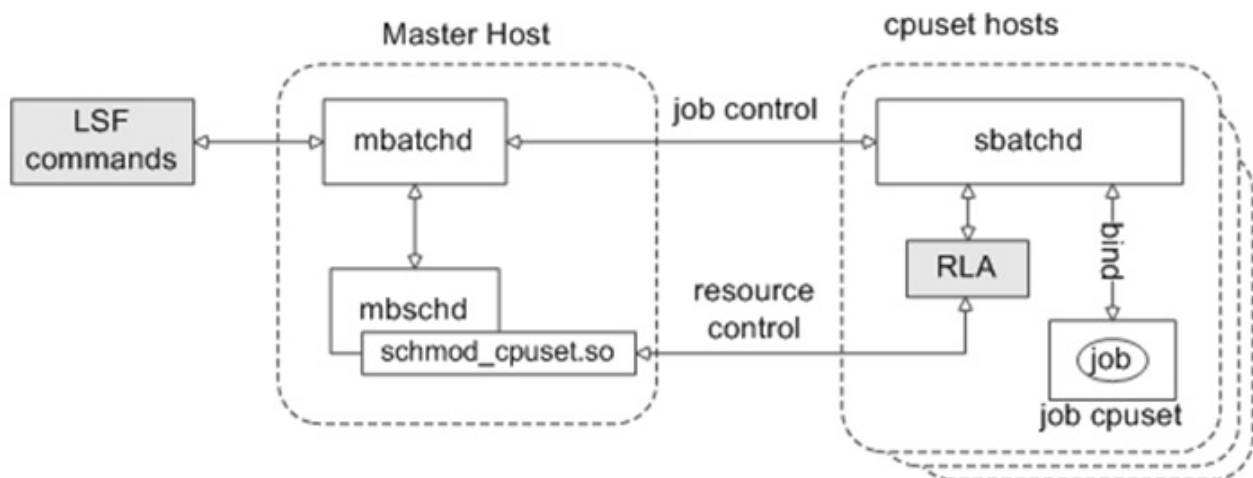 Master Host
cpuset hosts
LSF
commands
mbatchd
job control
sbatchd
bind
RLA
mbschd
schmod_cpuset.so
resource
control
job
job cpuset